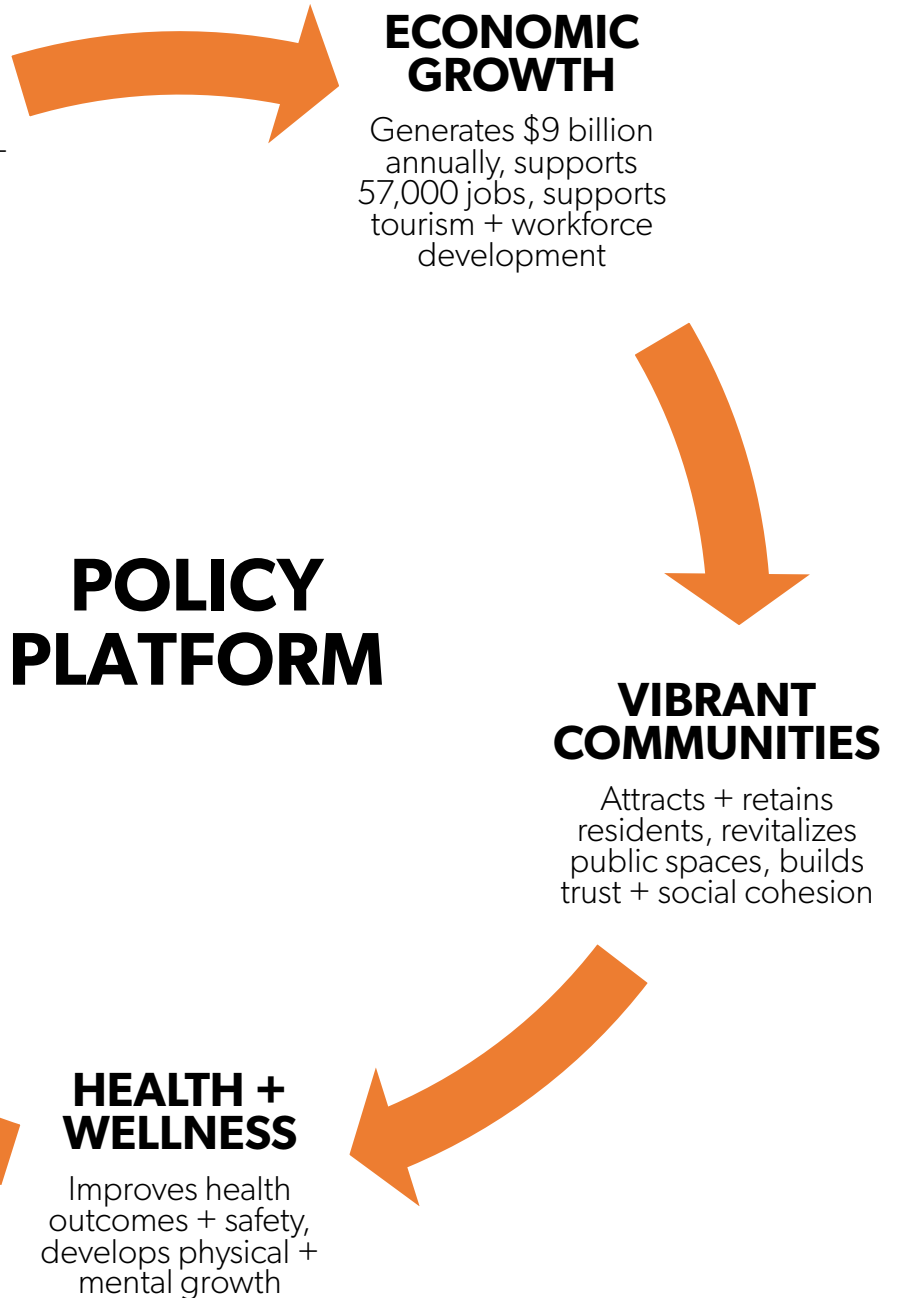 ECONOMIC
GROWTH
Generates $9 billion
annually, supports
57,000 jobs, supports
tourism + workforce
development
POLICY
PLATFORM
VIBRANT
COMMUNITIES
Attracts + retains
residents, revitalizes
public spaces, builds
trust + social cohesion
HEALTH +
WELLNESS
Improves health
outcomes + safety,
develops physical +
mental growth